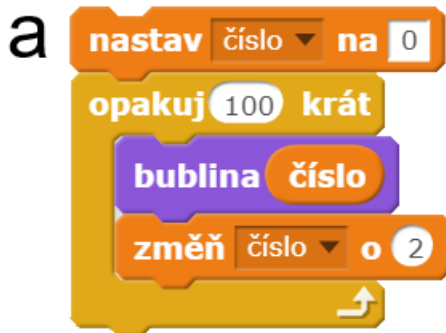 a
nastav číslo na 0
opakuj 100 krát
bublina číslo
změň číslo o 2